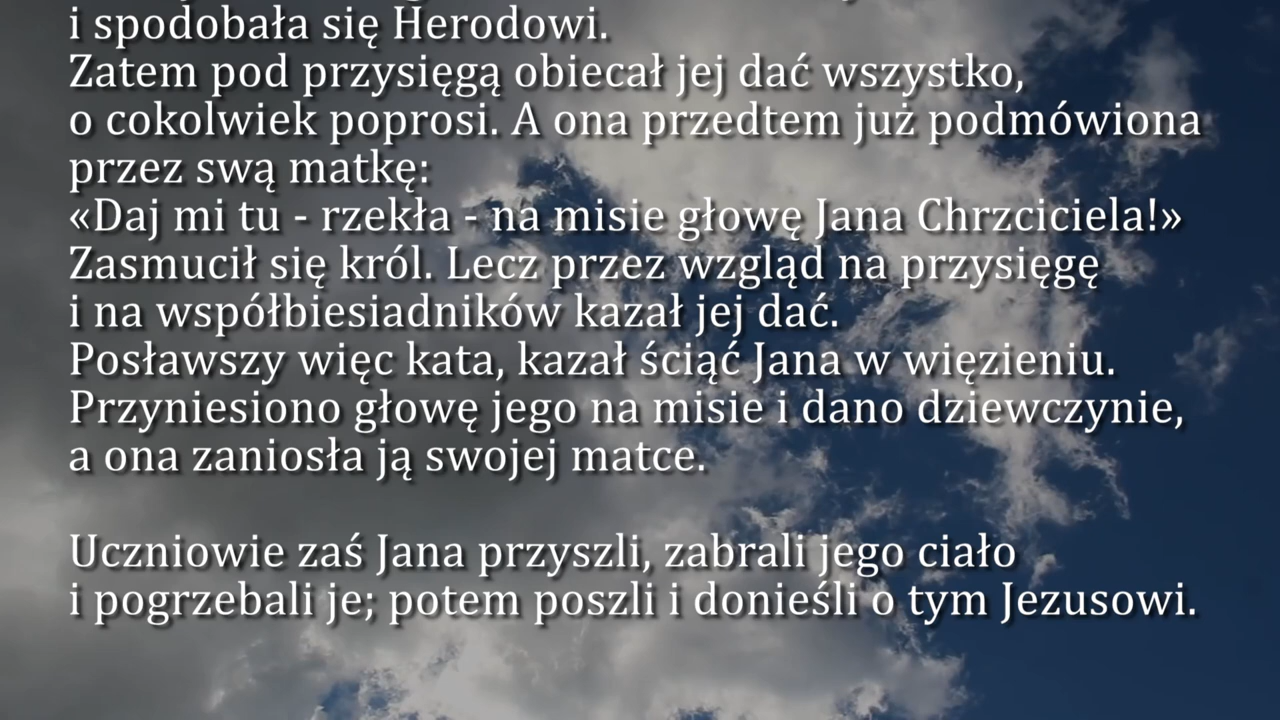 i spodobała się Herodowi.
Zatem pod przysięgą obiecał jej dać wszystko,
o cokolwiek poprosi. A ona przedtem już podmówiona
przez swą matkę:
«Daj mi tu - rzekła - na misie głowę Jana Chrzciciela!»
Zasmucił się król. Lecz przez wzgląd na przysięgę
i na współbiesiadników kazał jej dać.
Posławszy więc kata, kazał ściąć Jana w więzieniu.
Przyniesiono głowę jego na misie i dano dziewczynie,
a ona zaniosła ją swojej matce.
Uczniowie zaś Jana przyszli, zabrali jego ciało
i pogrzebali je; potem poszli i donieśli o tym Jezusowi.